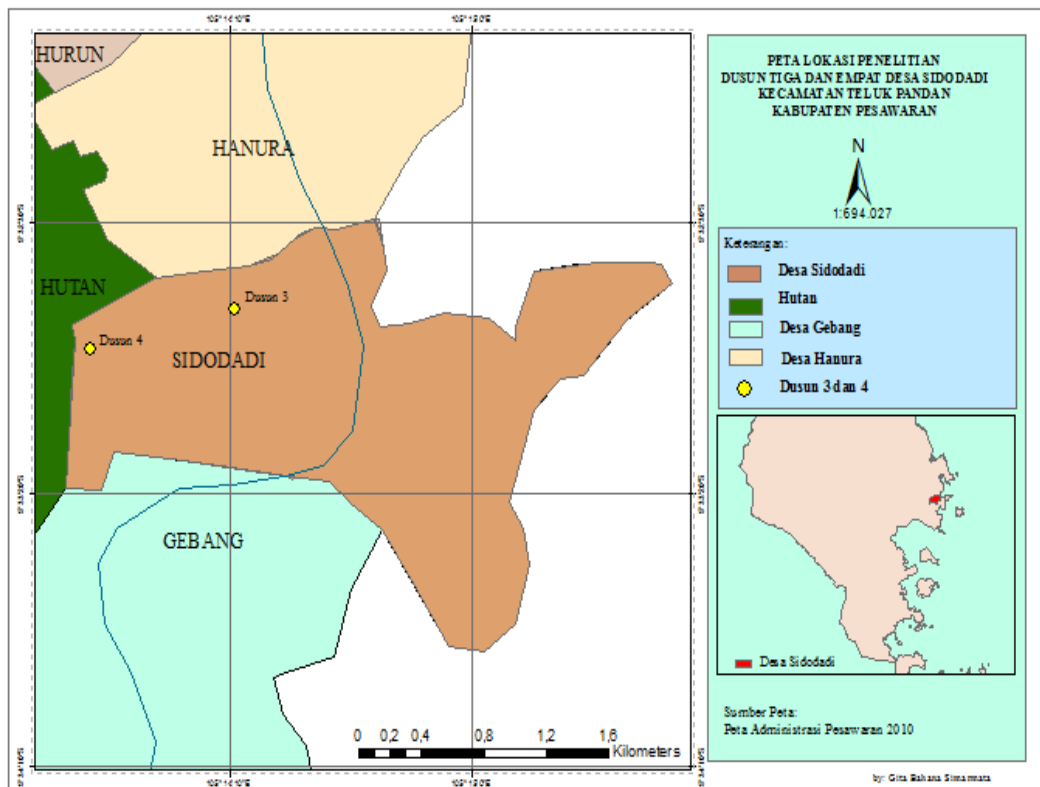 HURUN
HANURA
HUTAN
Dusun 3
Dusun 4
SIDODADI
GEBANG
0 0,2 0,4 0,8 1,2 1,6
Kilometers
PETA LOKASI PENELITIAN
DUSUN TIGA DAN EMPAT DESA SIDODADI
KECAMATAN TELUK PANDAN
KABUPATEN PESAWARAN
N
1:694.027
Keterangan:
Desa Sidodadi
Hutan
Desa Gebang
Desa Hanura
Dusun 3 dan 4
Desa Sidodadi
Sumber Peta:
Peta Administrasi Pesawaran 2010
by: Gita Bahana